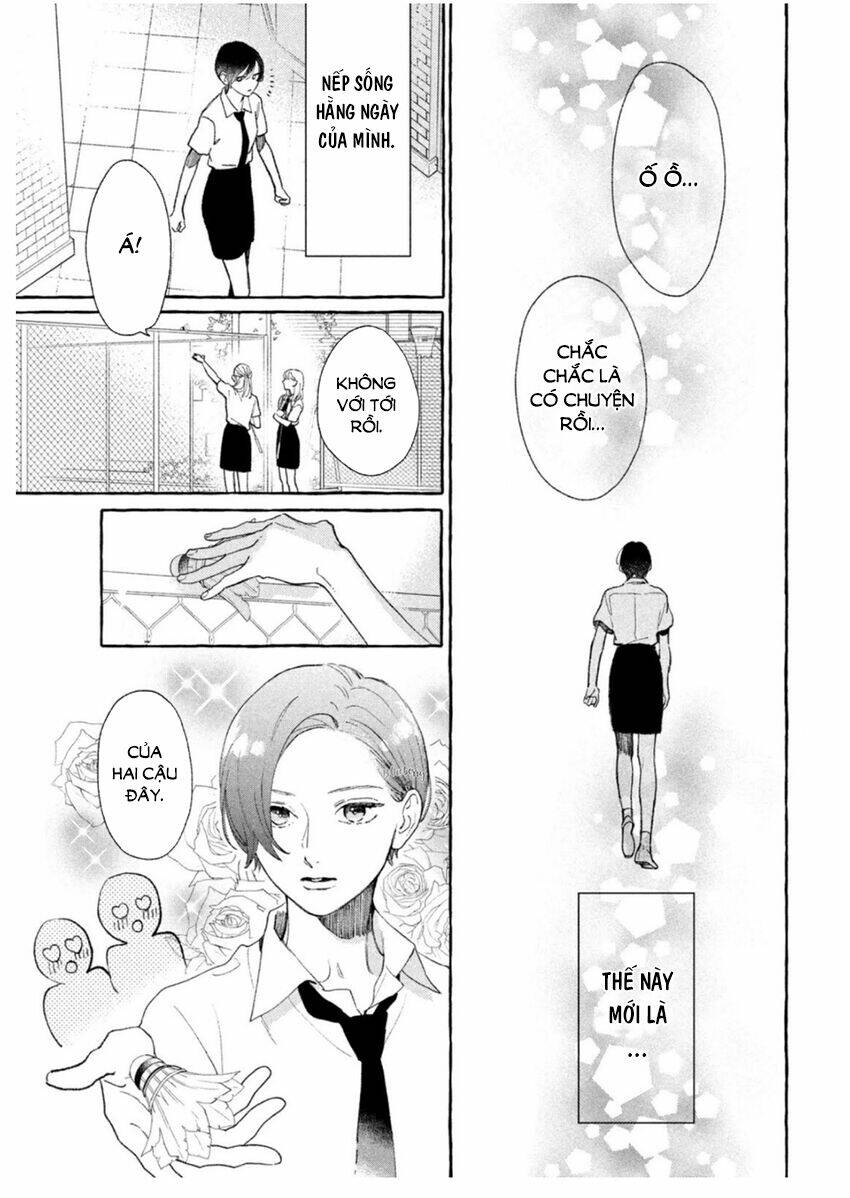 Ố Ồ...
CHẮC
CHẮC LÀ
CÓ CHUYỆN
RỒI...
THẾ NÀY
MỚI LÀ
...
NẾP SỐNG
HẰNG NGÀY
CỦA MÌNH.
Á!
KHÔNG
VỚI TỚI
RỒI.
CỦA
HAI CẬU
ĐÂY.